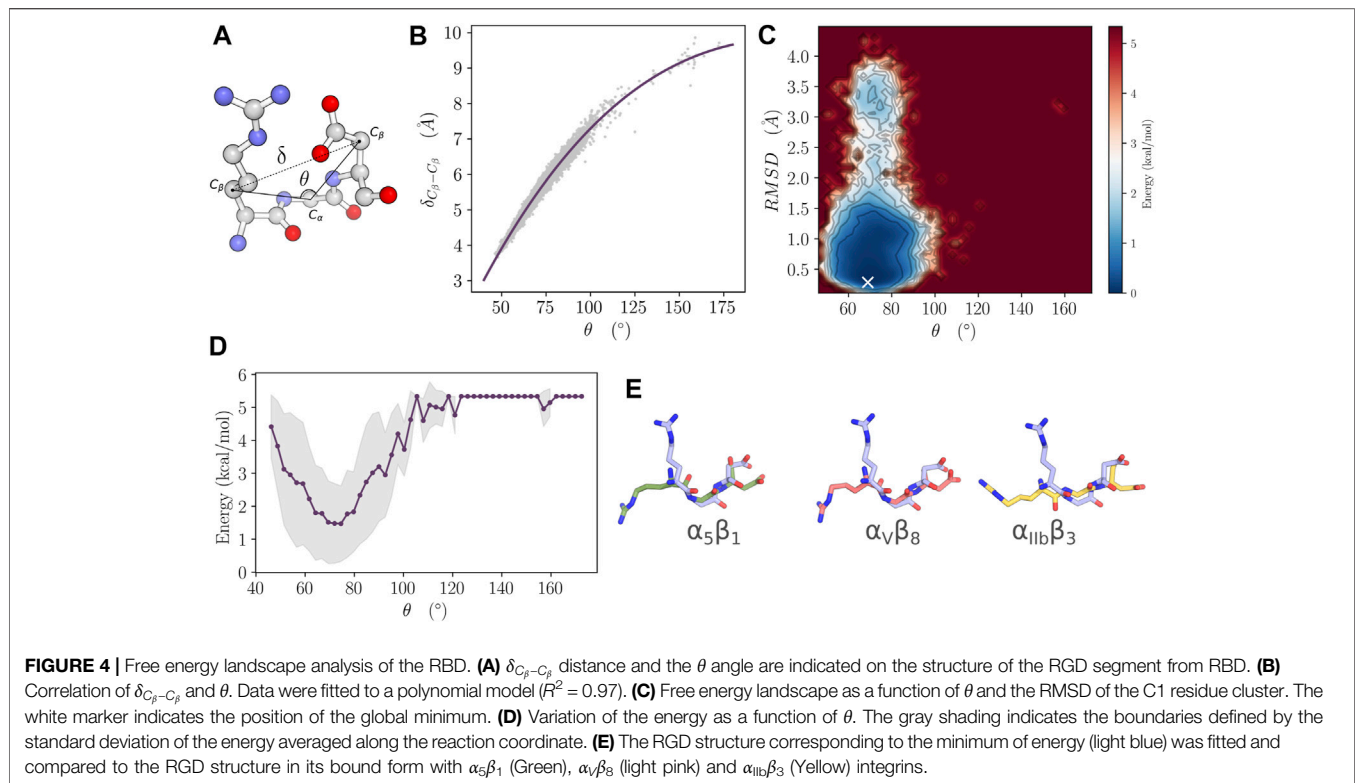 A
δ
θ
Cβ
Cβ
Cα
B
10
9
8
7
6
5
4
3
δCβ−Cβ (Å)
50
75
100
125
150
175
θ (°)
C
4.0
3.5
3.0
2.5
2.0
1.5
1.0
0.5
RMSD (Å)
60
80
100
120
140
160
θ (°)
5
4
3
2
1
0
Energy (kcal/mol)
D
6
5
4
3
2
1
0
Energy (kcal/mol)
40
60
80
100
120
140
160
θ (°)
E
α5β1
αVβ8
αIIbβ3
FIGURE 4 | Free energy landscape analysis of the RBD. (A) δCβ−Cβ distance and the θ angle are indicated on the structure of the RGD segment from RBD. (B)
Correlation of δCβ−Cβ and θ. Data were fitted to a polynomial model (R² = 0.97). (C) Free energy landscape as a function of θ and the RMSD of the C1 residue cluster. The
white marker indicates the position of the global minimum. (D) Variation of the energy as a function of θ. The gray shading indicates the boundaries defined by the
standard deviation of the energy averaged along the reaction coordinate. (E) The RGD structure corresponding to the minimum of energy (light blue) was fitted and
compared to the RGD structure in its bound form with α5β1 (Green), αVβ8 (light pink) and αIIbβ3 (Yellow) integrins.